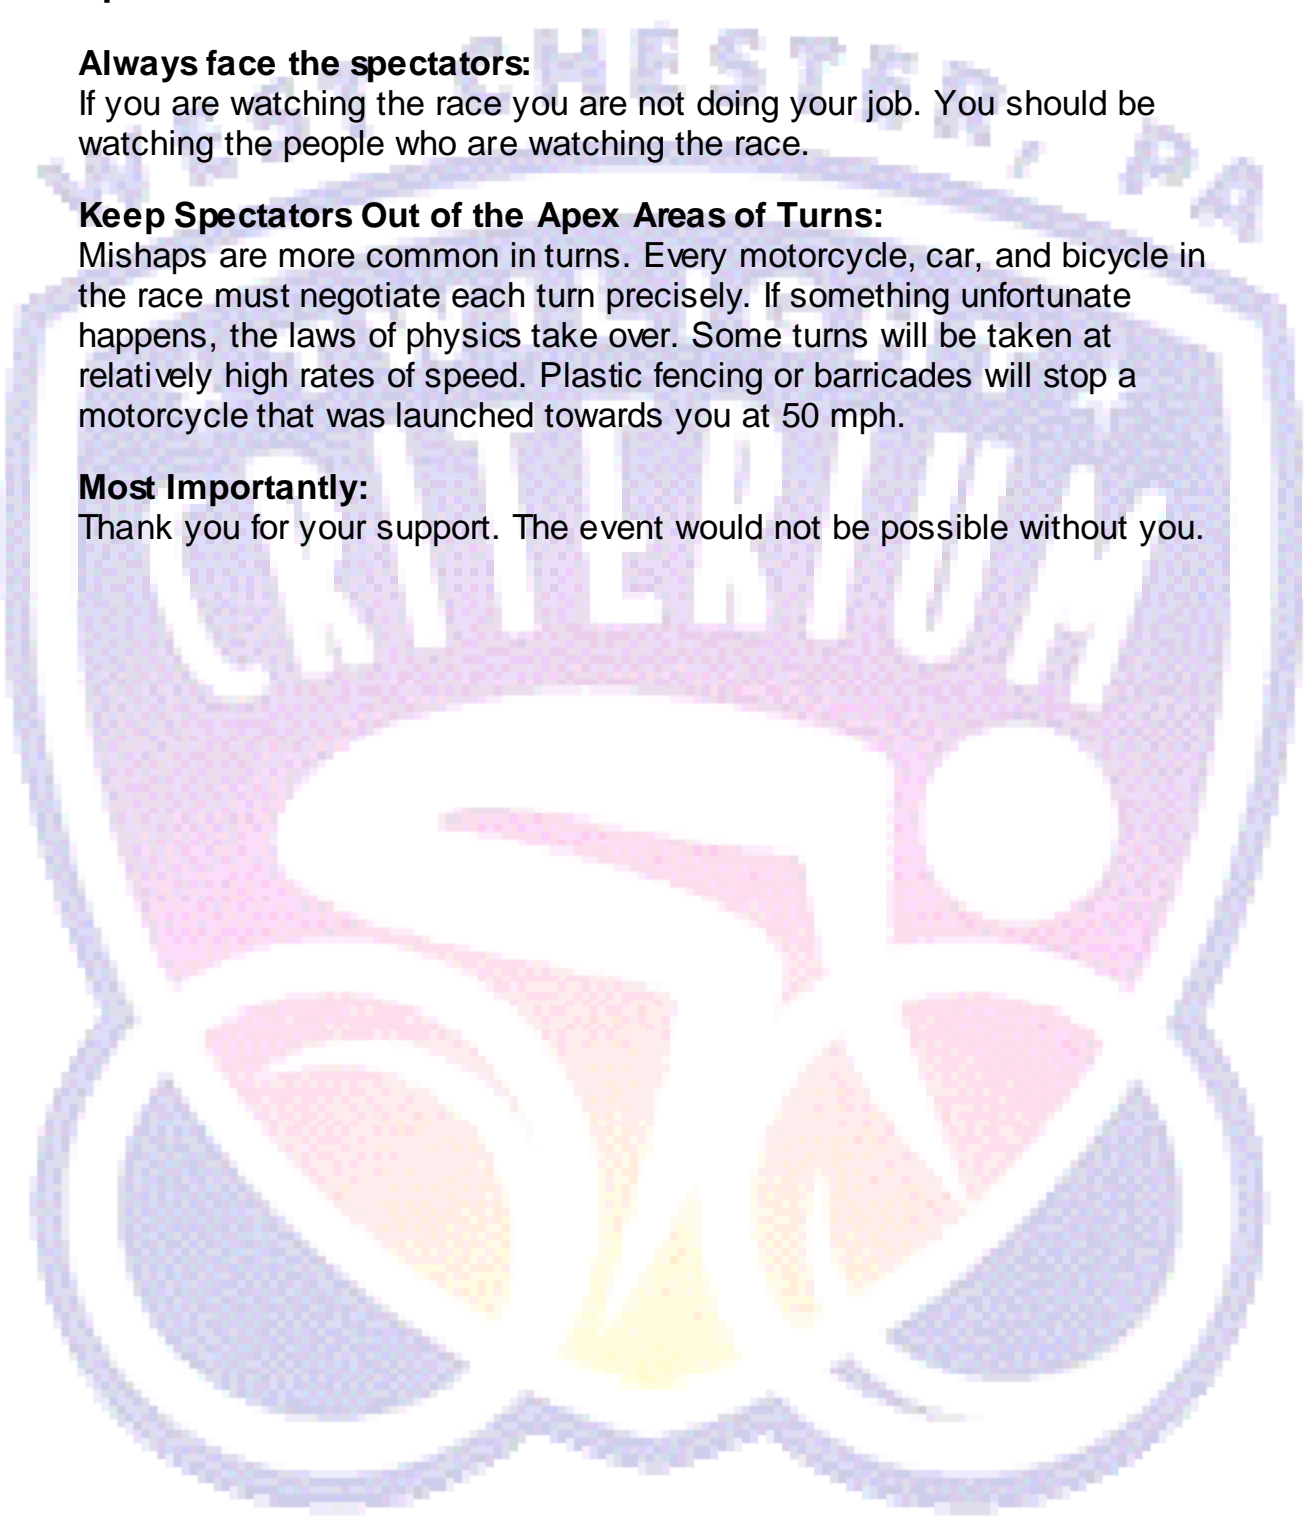 Always face the spectators:
If you are watching the race you are not doing your job. You should be
watching the people who are watching the race.
Keep Spectators Out of the Apex Areas of Turns:
Mishaps are more common in turns. Every motorcycle, car, and bicycle in
the race must negotiate each turn precisely. If something unfortunate
happens, the laws of physics take over. Some turns will be taken at
relatively high rates of speed. Plastic fencing or barricades will stop a
motorcycle that was launched towards you at 50 mph.
Most Importantly:
Thank you for your support. The event would not be possible without you.
WEST CHESTER, PA
CRITERIUM